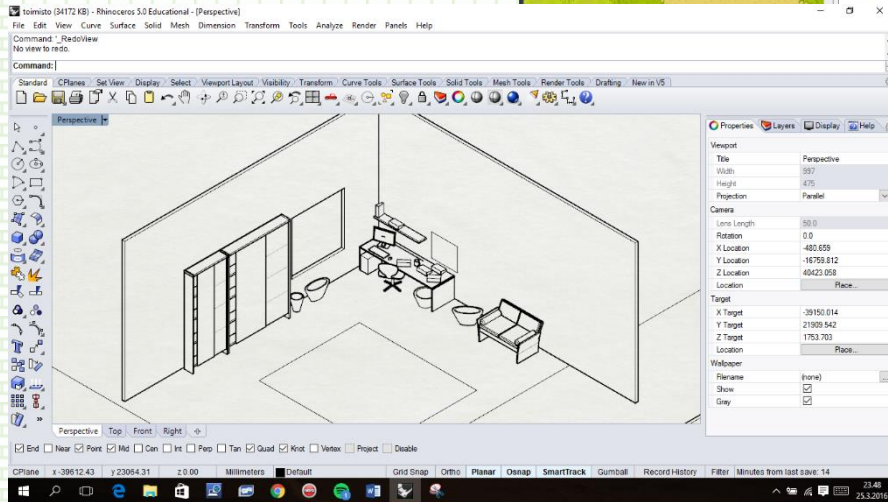 toimisto (34172 KB) - Rhinoceros 5.0 Educational - [Perspective]
File Edit View Curve Surface Solid Mesh Dimension Transform Tools Analyze Render Panels Help
Command: '_RedoView
No view to redo.
Command:
Standard CPlanes Set View Display Select Viewport Layout Visibility Transform Curve Tools Surface Tools Solid Tools Mesh Tools Render Tools Drafting New in V5
Perspective
Properties Layers Display Help
Viewport
Title Perspective
Width 997
Height 475
Projection Parallel
Camera
Lens Length 50.0
Rotation 0.0
X Location -480.659
Y Location -16759.812
Z Location 40423.058
Location Place...
Target
X Target -39150.014
Y Target 21909.542
Z Target 1753.703
Location Place...
Wallpaper
Filename (none)
Show
Gray
Perspective Top Front Right
End Near Point Mid Cen Int Perp Tan Quad Knot Vertex Project Disable
CPlane x -39612.43 y 23064.31 z 0.00 Millimeters Default Grid Snap Ortho Planar Osnap SmartTrack Gumball Record History Filter Minutes from last save: 14
23.48
25.3.2016